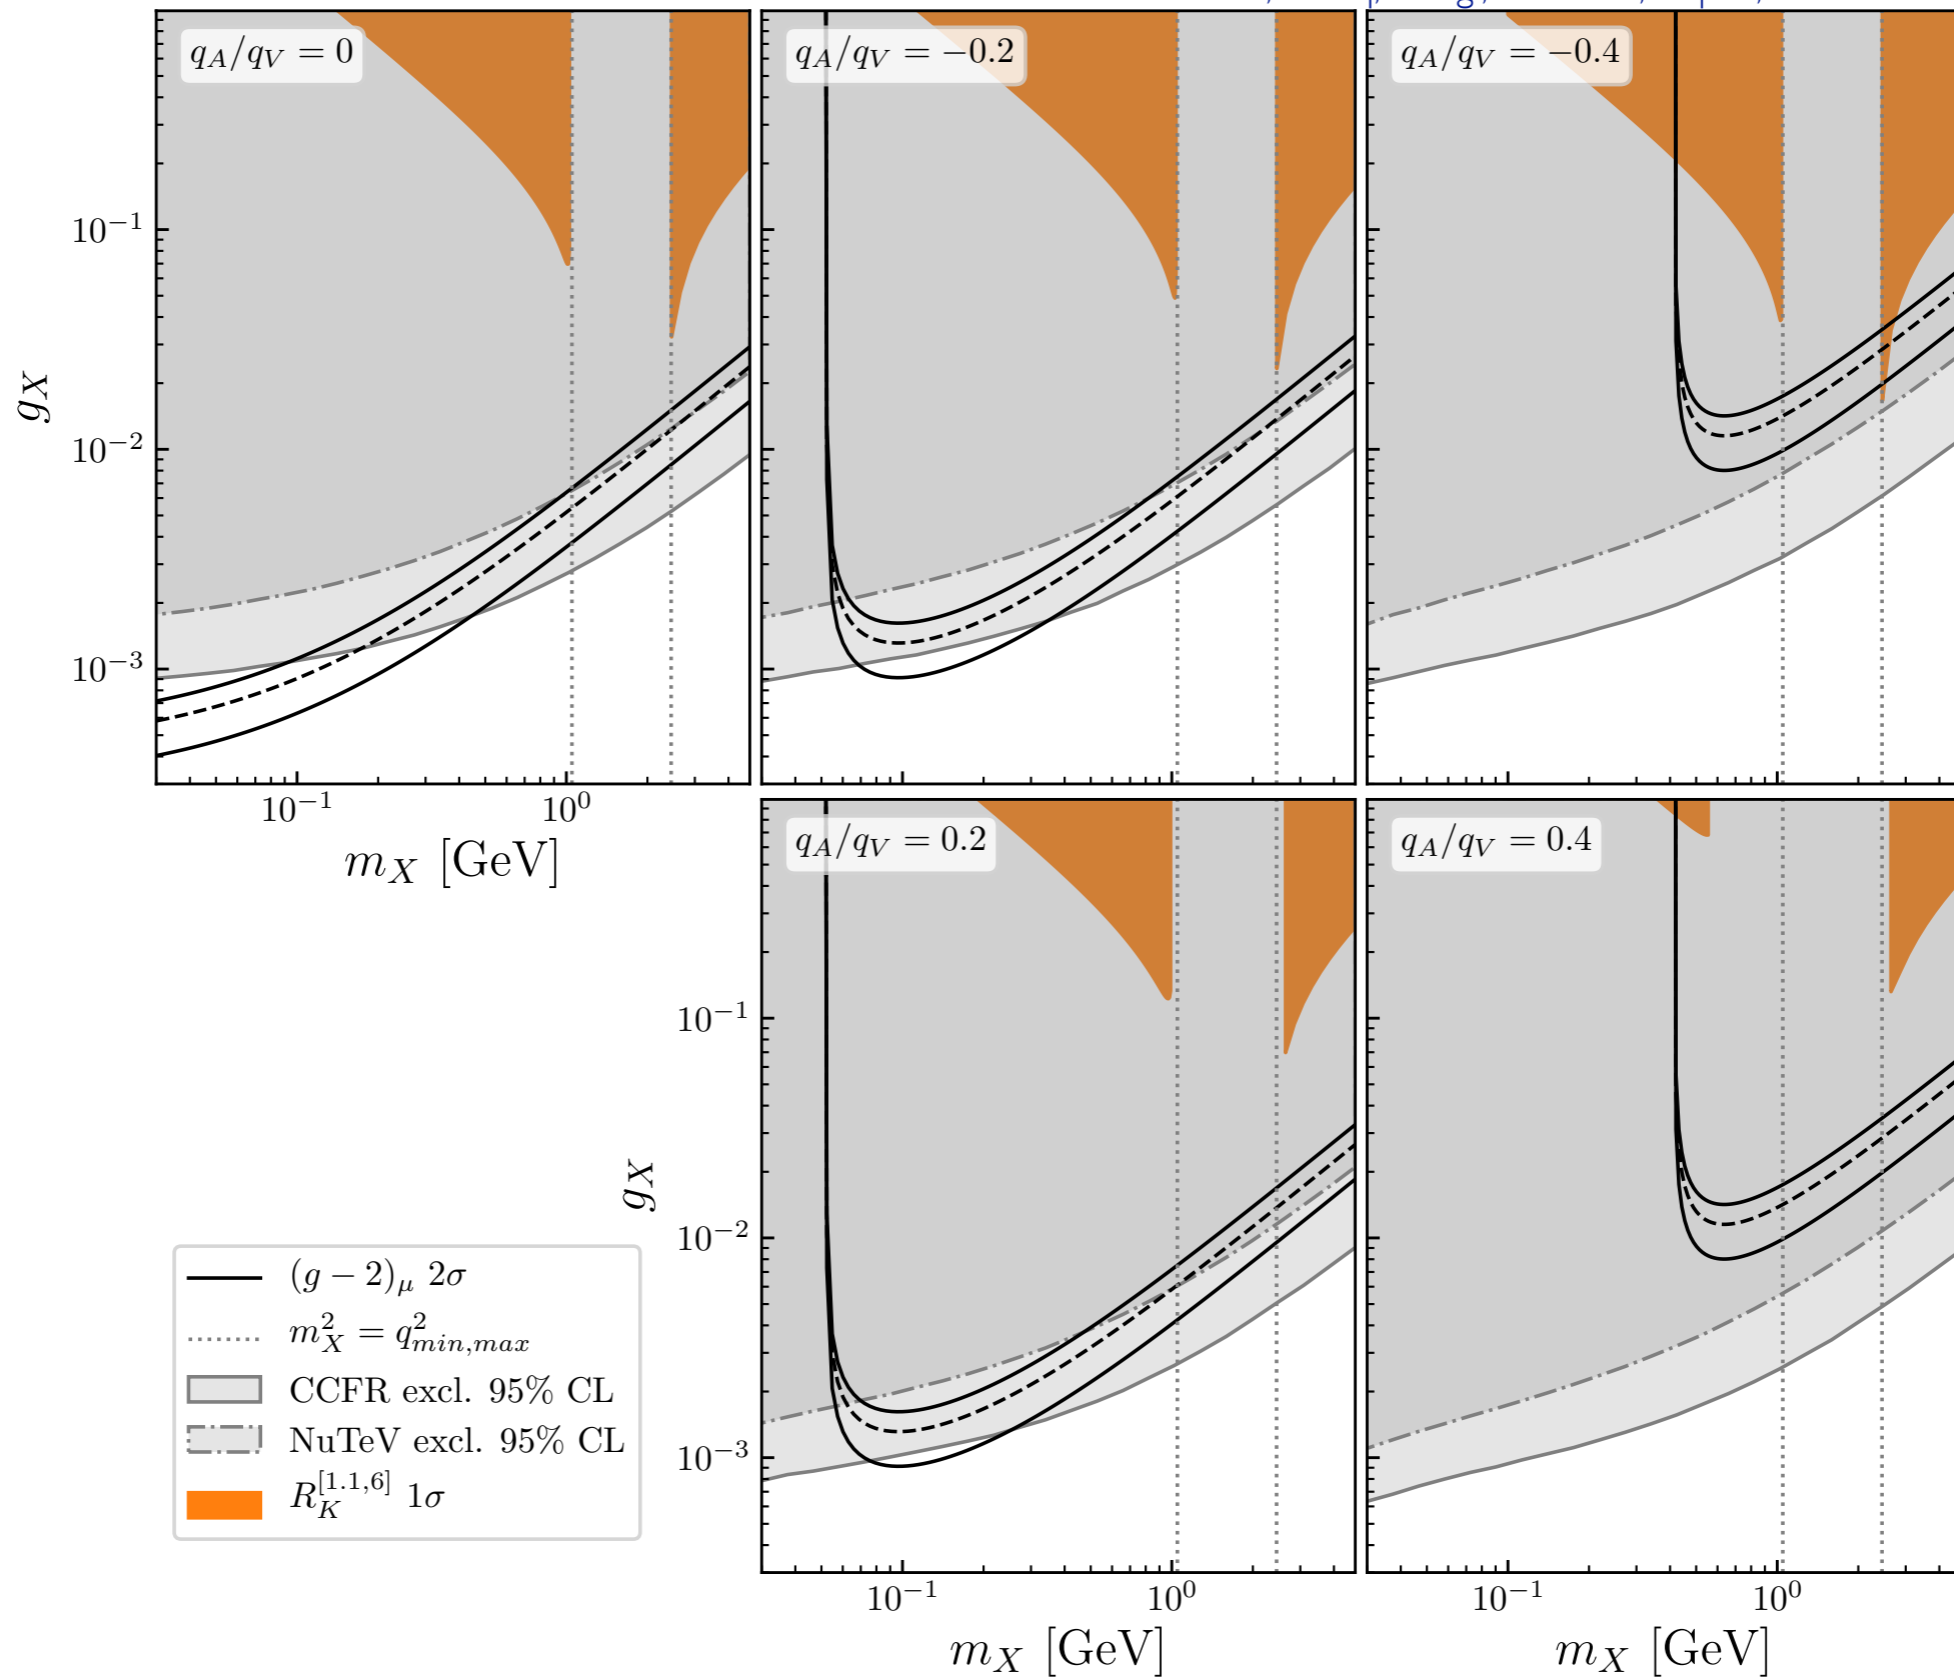 q_A/q_V = 0
q_A/q_V = −0.2
q_A/q_V = −0.4
g_X
10^{−1}
10^{−2}
10^{−3}
10^{−1}
10^0
m_X [GeV]
q_A/q_V = 0.2
q_A/q_V = 0.4
g_X
10^{−1}
10^{−2}
10^{−3}
10^{−1}
10^0
10^{−1}
10^0
m_X [GeV]
m_X [GeV]
(g − 2)_μ 2σ
m_X^2 = q^2_{min,max}
CCFR excl. 95% CL
NuTeV excl. 95% CL
R_K^{[1.1,6]} 1σ